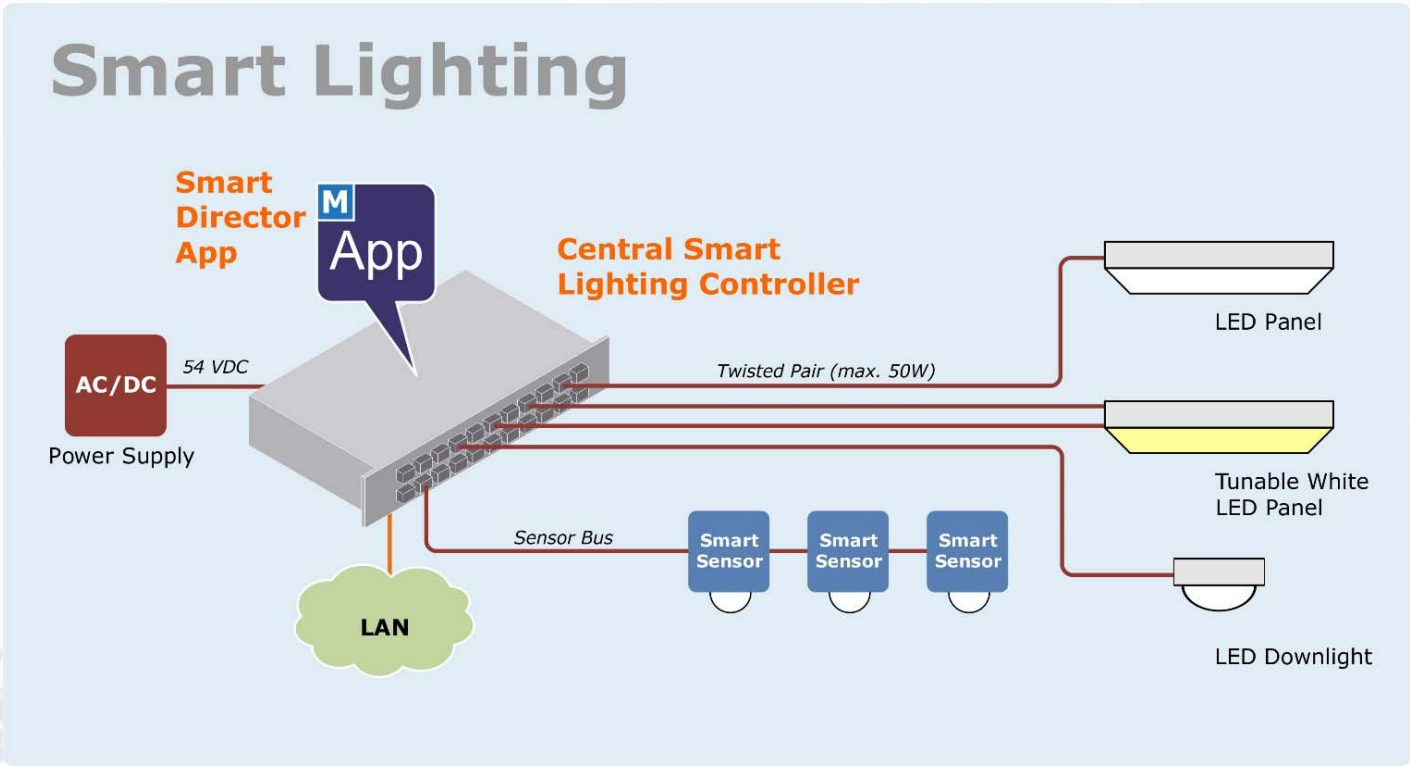 Smart Lighting
Smart
Director
App
M
App
Central Smart
Lighting Controller
AC/DC
54 VDC
Power Supply
Twisted Pair (max. 50W)
LED Panel
Tunable White
LED Panel
Sensor Bus
Smart
Sensor
Smart
Sensor
Smart
Sensor
LAN
LED Downlight